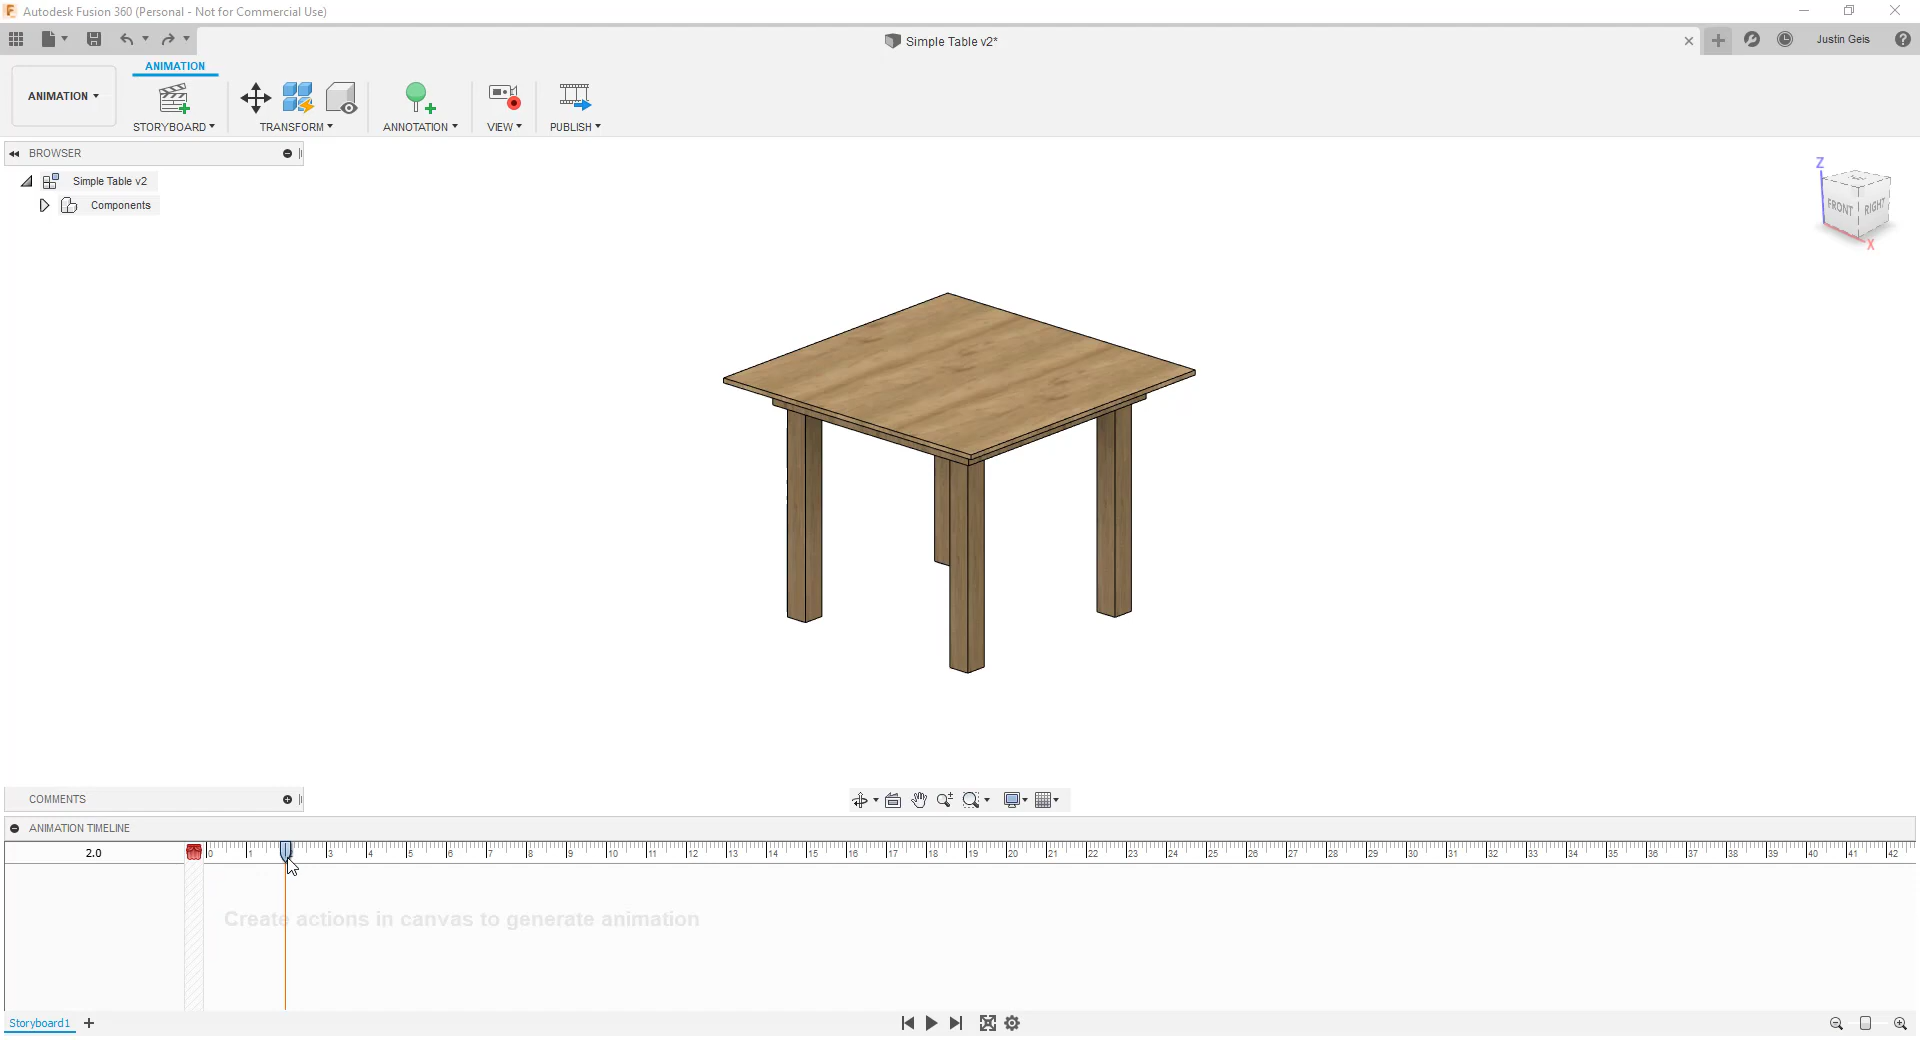 Autodesk Fusion 360 (Personal - Not for Commercial Use)
Simple Table v2*
Justin Geis
ANIMATION
ANIMATION
STORYBOARD
TRANSFORM
ANNOTATION
VIEW
PUBLISH
BROWSER
Simple Table v2
Components
Z
FRONT
RIGHT
X
COMMENTS
ANIMATION TIMELINE
2.0
0 1 3 4 5 6 7 8 9 10 11 12 13 14 15 16 17 18 19 20 21 22 23 24 25 26 27 28 29 30 31 32 33 34 35 36 37 38 39 40 41 42
Create actions in canvas to generate animation
Storyboard1